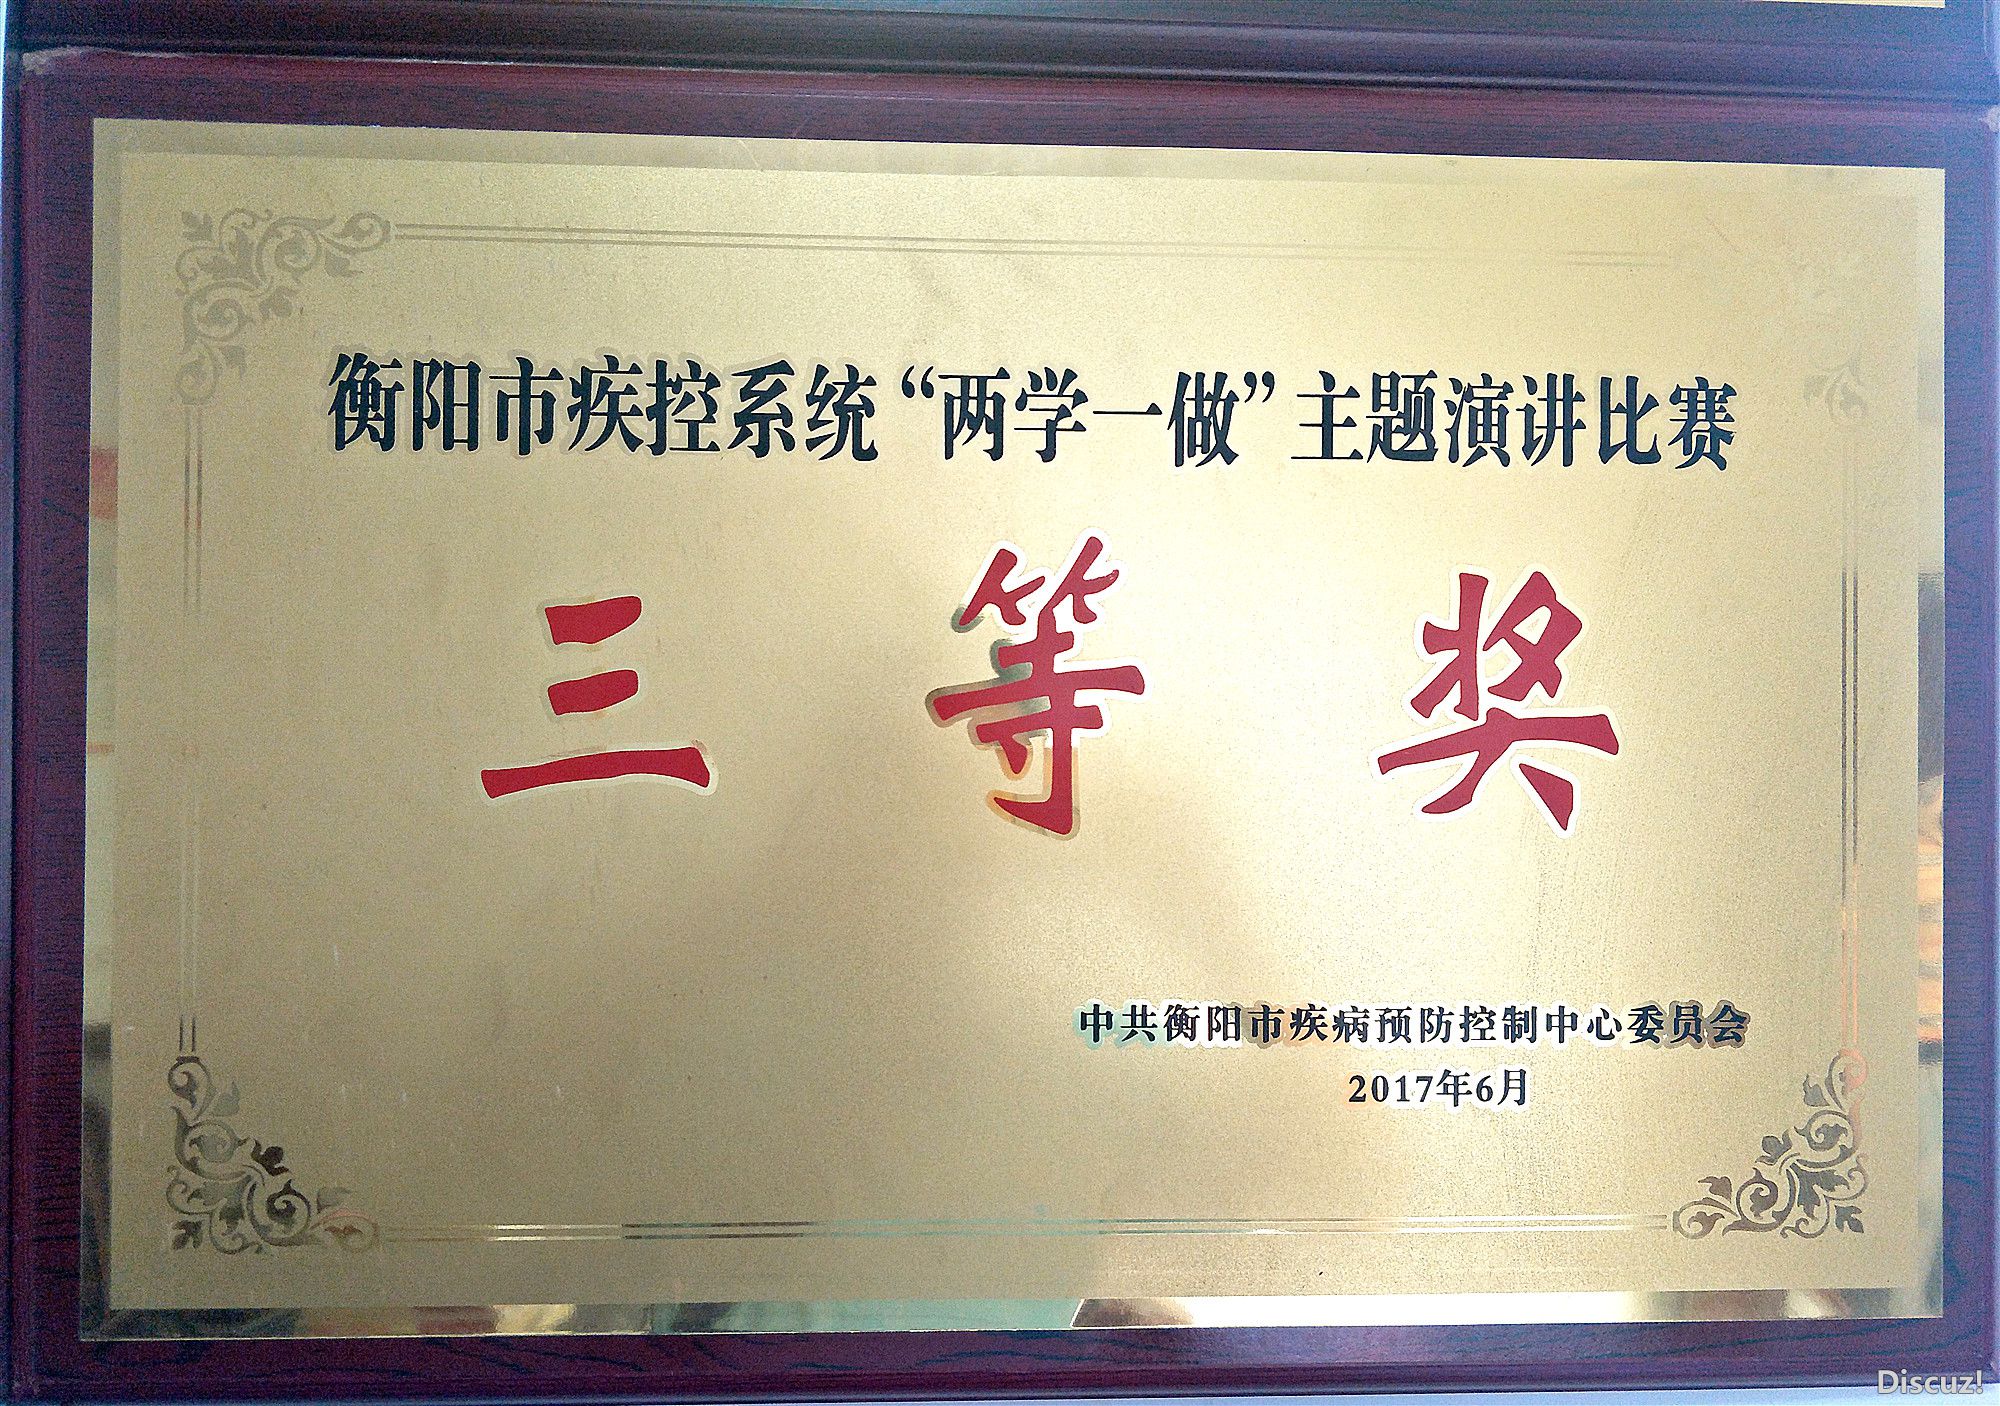 衡阳市疾控系统“两学一做”主题演讲比赛
三等奖
中共衡阳市疾病预防控制中心委员会
2017年6月
Discuz!